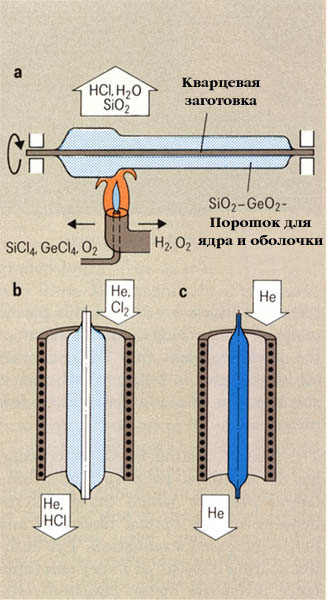 a
HCl, H2O
SiO2
Кварцевая
заготовка
SiO2–GeO2–
Порошок для
ядра и оболочки
SiCl4, GeCl4, O2
H2, O2
b
He,
Cl2
c
He
He,
HCl
He